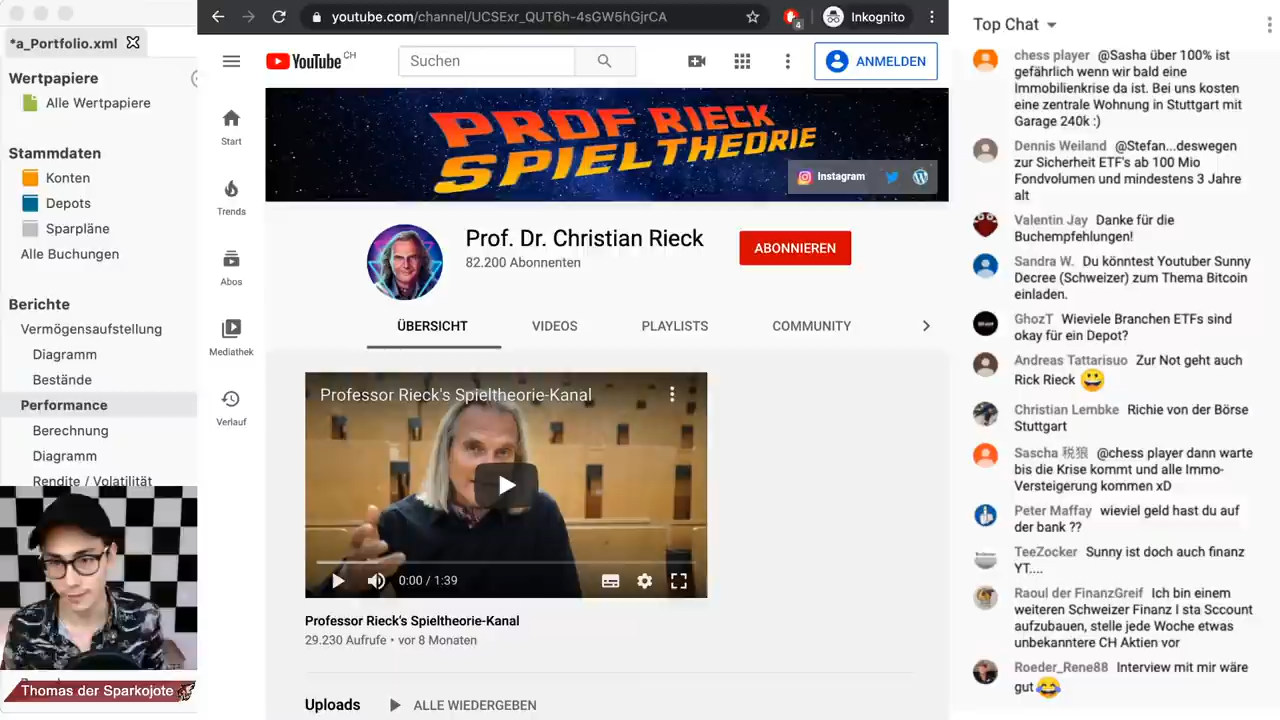 *a_Portfolio.xml
Wertpapiere
Alle Wertpapiere
Stammdaten
Konten
Depots
Sparpläne
Alle Buchungen
Berichte
Vermögensaufstellung
Diagramm
Bestände
Performance
Berechnung
Diagramm
Rendite / Volatilität
Thomas der Sparkojote
youtube.com/channel/UCSExr_QUT6h-4sGW5hGjrCA
4
Inkognito
YouTube CH
Suchen
ANMELDEN
Start
Trends
Abos
Mediathek
Verlauf
PROF RIECK
SPIELTHEORIE
Instagram
Prof. Dr. Christian Rieck
82.200 Abonnenten
ABONNIEREN
ÜBERSICHT VIDEOS PLAYLISTS COMMUNITY
Professor Rieck's Spieltheorie-Kanal
0:00 / 1:39
Professor Rieck's Spieltheorie-Kanal
29.230 Aufrufe • vor 8 Monaten
Uploads ALLE WIEDERGEBEN
Top Chat
chess player @Sasha über 100% ist
gefährlich wenn wir bald eine
Immobilienkrise da ist. Bei uns kosten
eine zentrale Wohnung in Stuttgart mit
Garage 240k :)
Dennis Weiland @Stefan...deswegen
zur Sicherheit ETF's ab 100 Mio
Fondvolumen und mindestens 3 Jahre
alt
Valentin Jay Danke für die
Buchempfehlungen!
Sandra W. Du könntest Youtuber Sunny
Decree (Schweizer) zum Thema Bitcoin
einladen.
GhozT Wieviele Branchen ETFs sind
okay für ein Depot?
Andreas Tattarisuo Zur Not geht auch
Rick Rieck 😀
Christian Lembke Richie von der Börse
Stuttgart
Sascha 税狼 @chess player dann warte
bis die Krise kommt und alle Immo-
Versteigerung kommen xD
Peter Maffay wieviel geld hast du auf
der bank ??
TeeZocker Sunny ist doch auch finanz
YT....
Raoul der FinanzGreif Ich bin einem
weiteren Schweizer Finanz I sta Sccount
aufzubauen, stelle jede Woche etwas
unbekanntere CH Aktien vor
Roeder_Rene88 Interview mit mir wäre
gut 😂